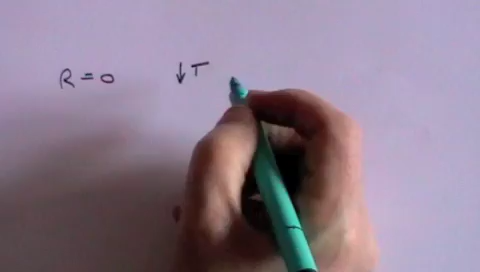 R = 0 ↓ T